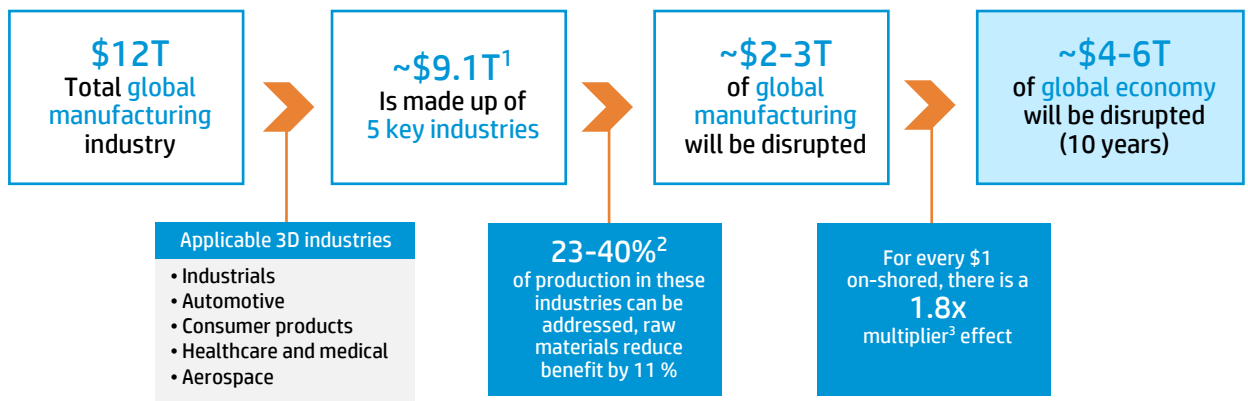 $12T
Total global
manufacturing
industry
~$9.1T1
Is made up of
5 key industries
~$2-3T
of global
manufacturing
will be disrupted
~$4-6T
of global economy
will be disrupted
(10 years)
Applicable 3D industries
• Industrials
• Automotive
• Consumer products
• Healthcare and medical
• Aerospace
23-40%2
of production in these
industries can be
addressed, raw
materials reduce
benefit by 11 %
For every $1
on-shored, there is a
1.8x
multiplier3 effect